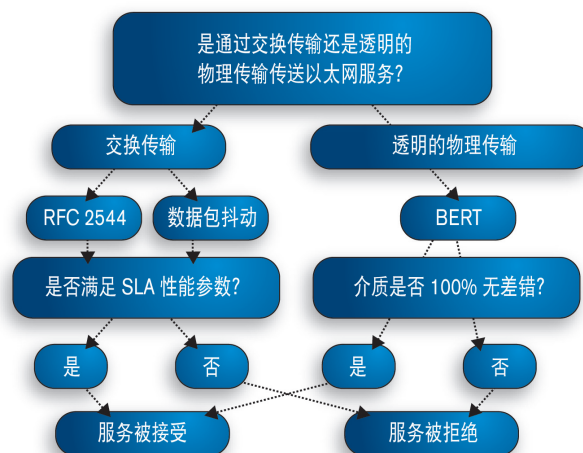 是通过交换传输还是透明的
物理传输传送以太网服务?
交换传输
透明的物理传输
RFC 2544
数据包抖动
BERT
是否满足 SLA 性能参数?
介质是否 100% 无差错?
是
否
是
否
服务被接受
服务被拒绝